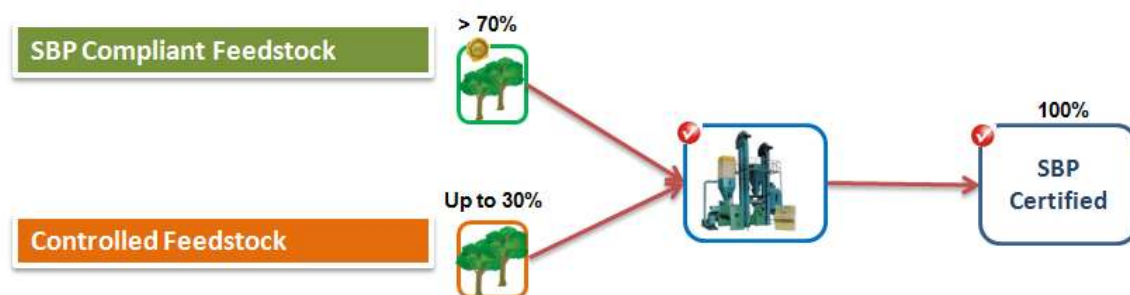 > 70%
SBP Compliant Feedstock
100%
SBP
Certified
Up to 30%
Controlled Feedstock